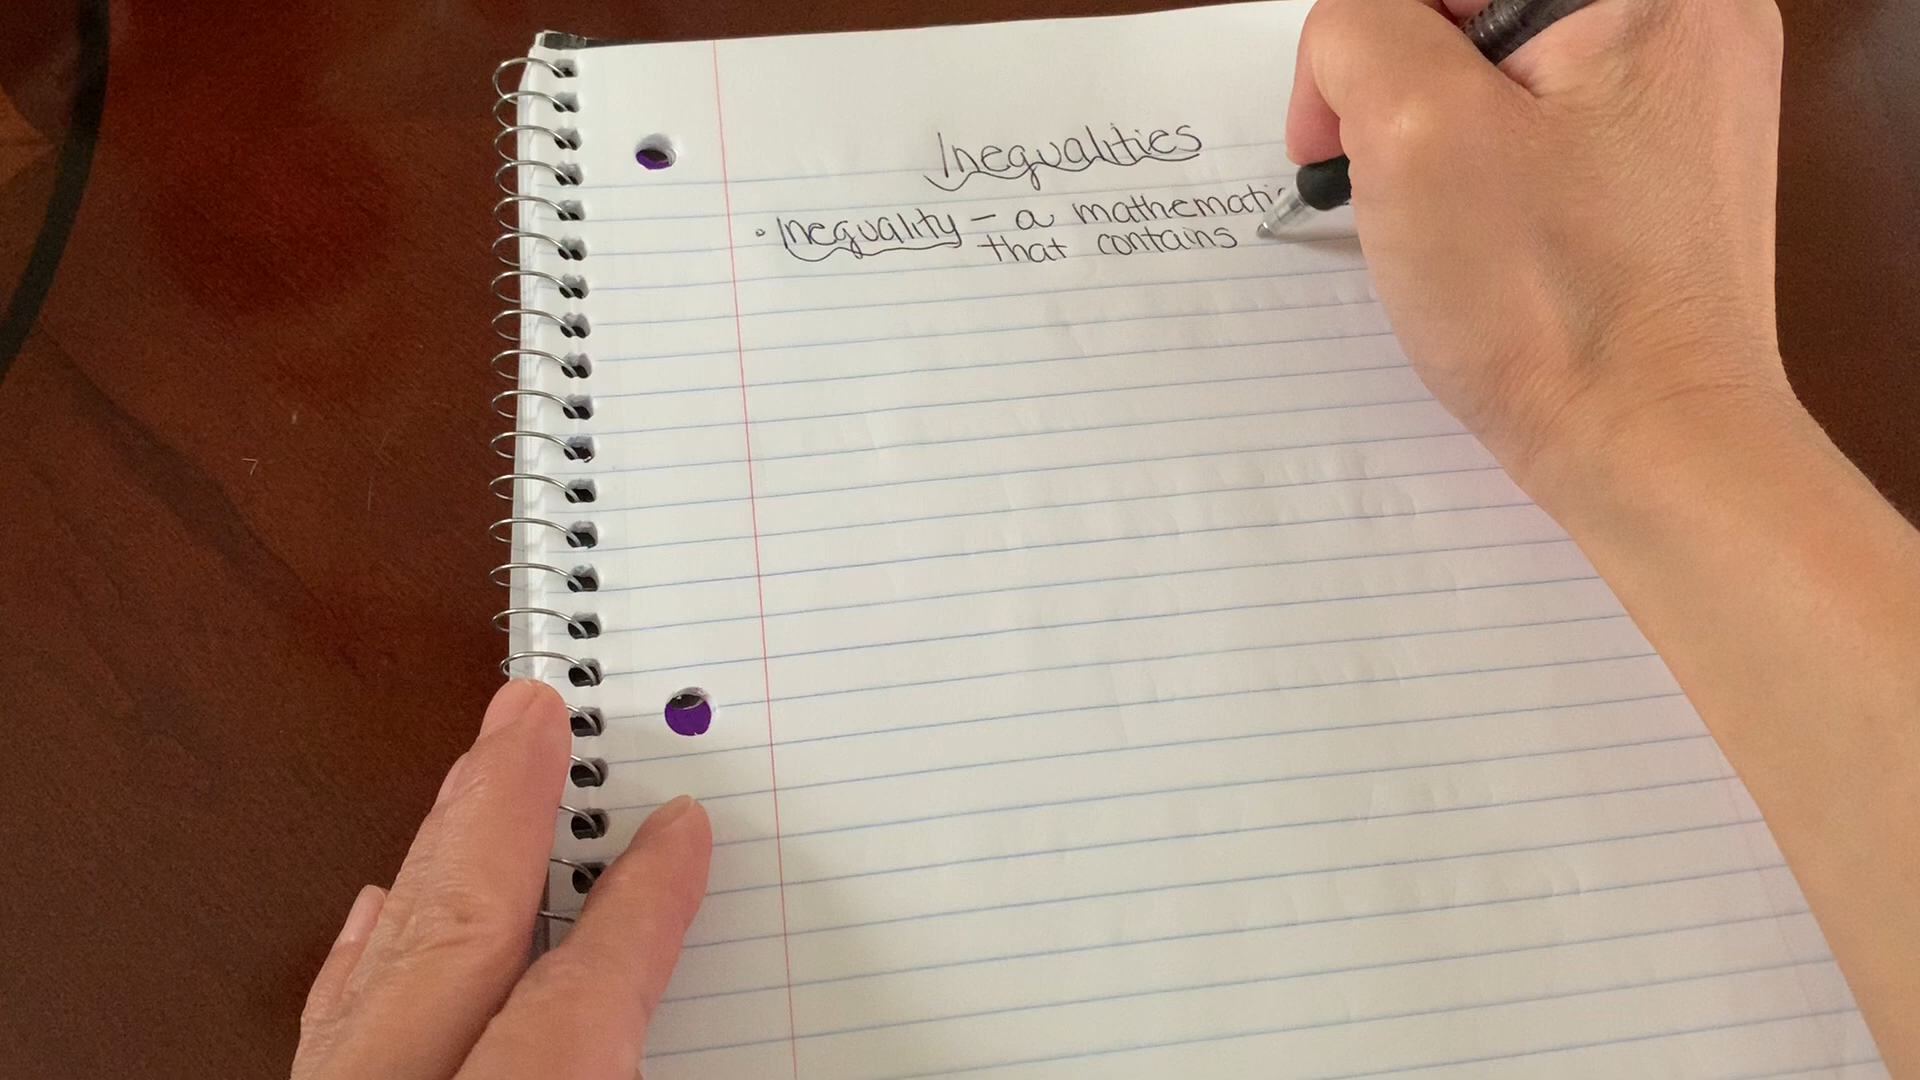 Inequalities
• Inequality - a
that contains